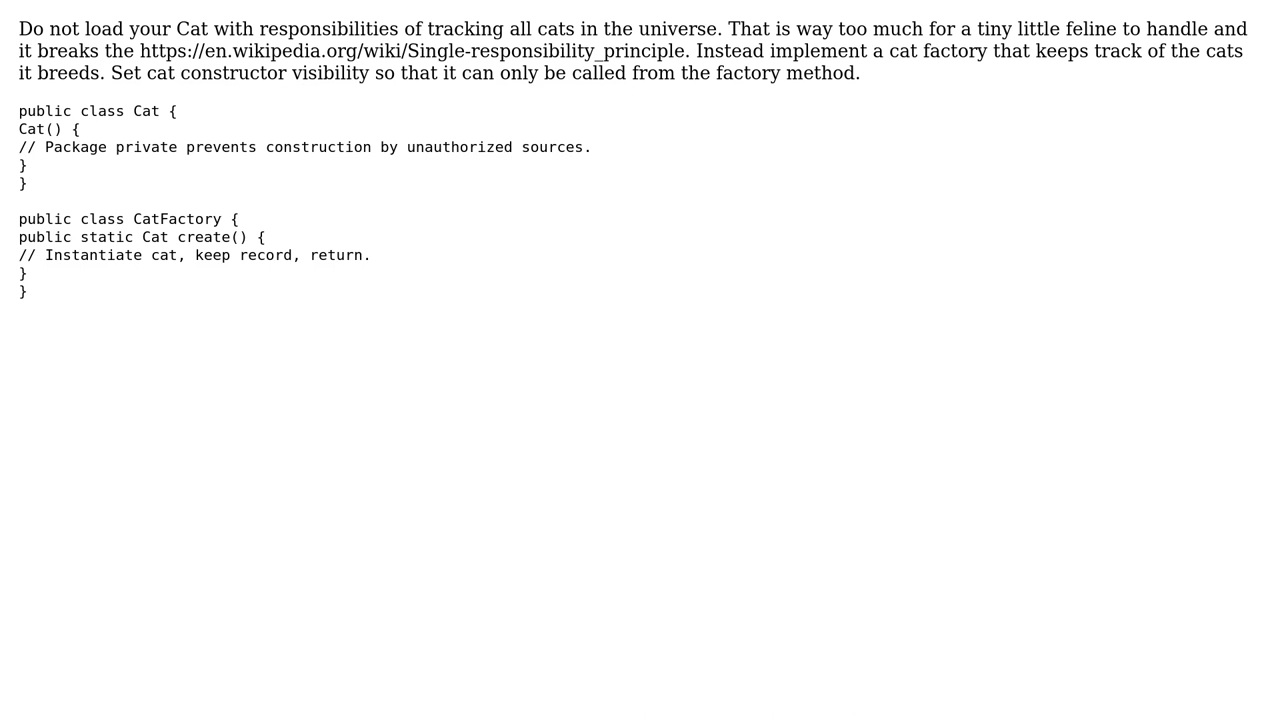 Do not load your Cat with responsibilities of tracking all cats in the universe. That is way too much for a tiny little feline to handle and
it breaks the https://en.wikipedia.org/wiki/Single-responsibility_principle. Instead implement a cat factory that keeps track of the cats
it breeds. Set cat constructor visibility so that it can only be called from the factory method.
public class Cat {
Cat() {
// Package private prevents construction by unauthorized sources.
}
}
public class CatFactory {
public static Cat create() {
// Instantiate cat, keep record, return.
}
}